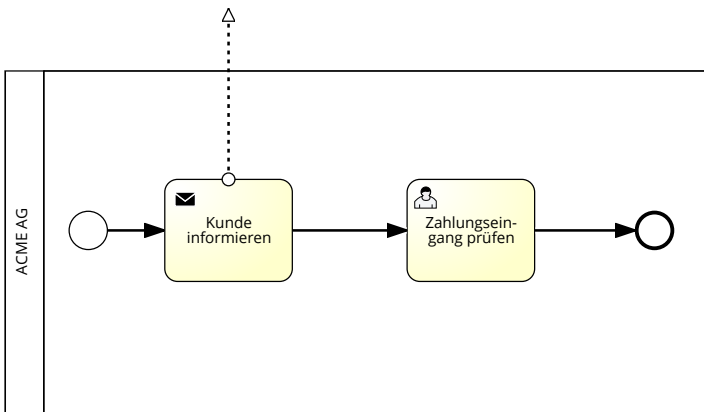 ACME AG
Kunde
informieren
Zahlungsein-
gang prüfen